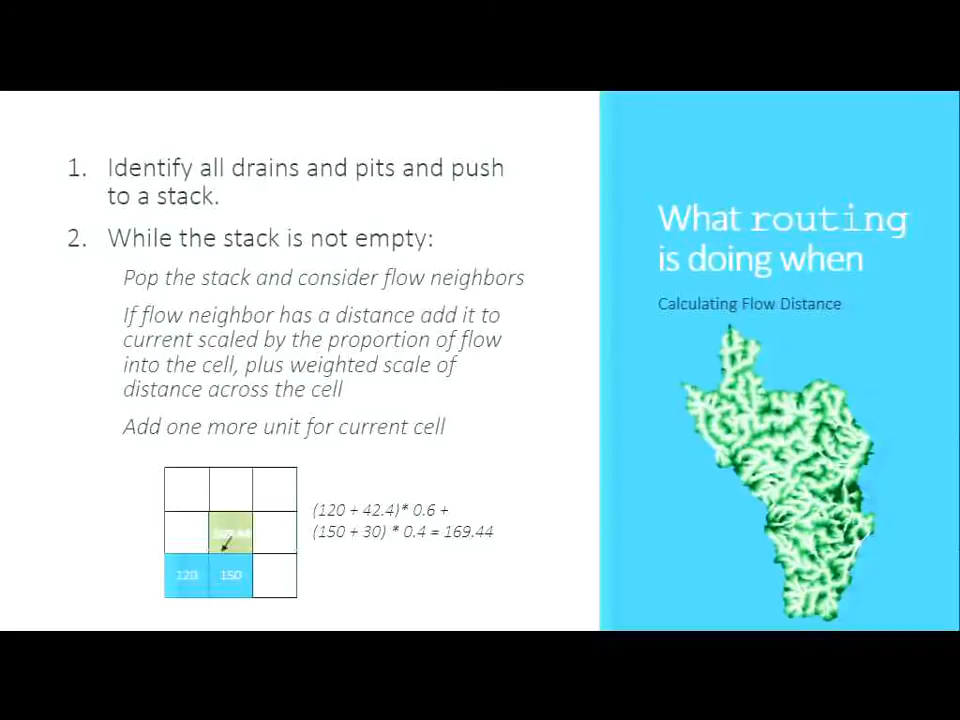 1. Identify all drains and pits and push
to a stack.
2. While the stack is not empty:
Pop the stack and consider flow neighbors
If flow neighbor has a distance add it to
current scaled by the proportion of flow
into the cell, plus weighted scale of
distance across the cell
Add one more unit for current cell
120 150
(120 + 42.4)* 0.6 +
(150 + 30) * 0.4 = 169.44
What routing
is doing when
Calculating Flow Distance